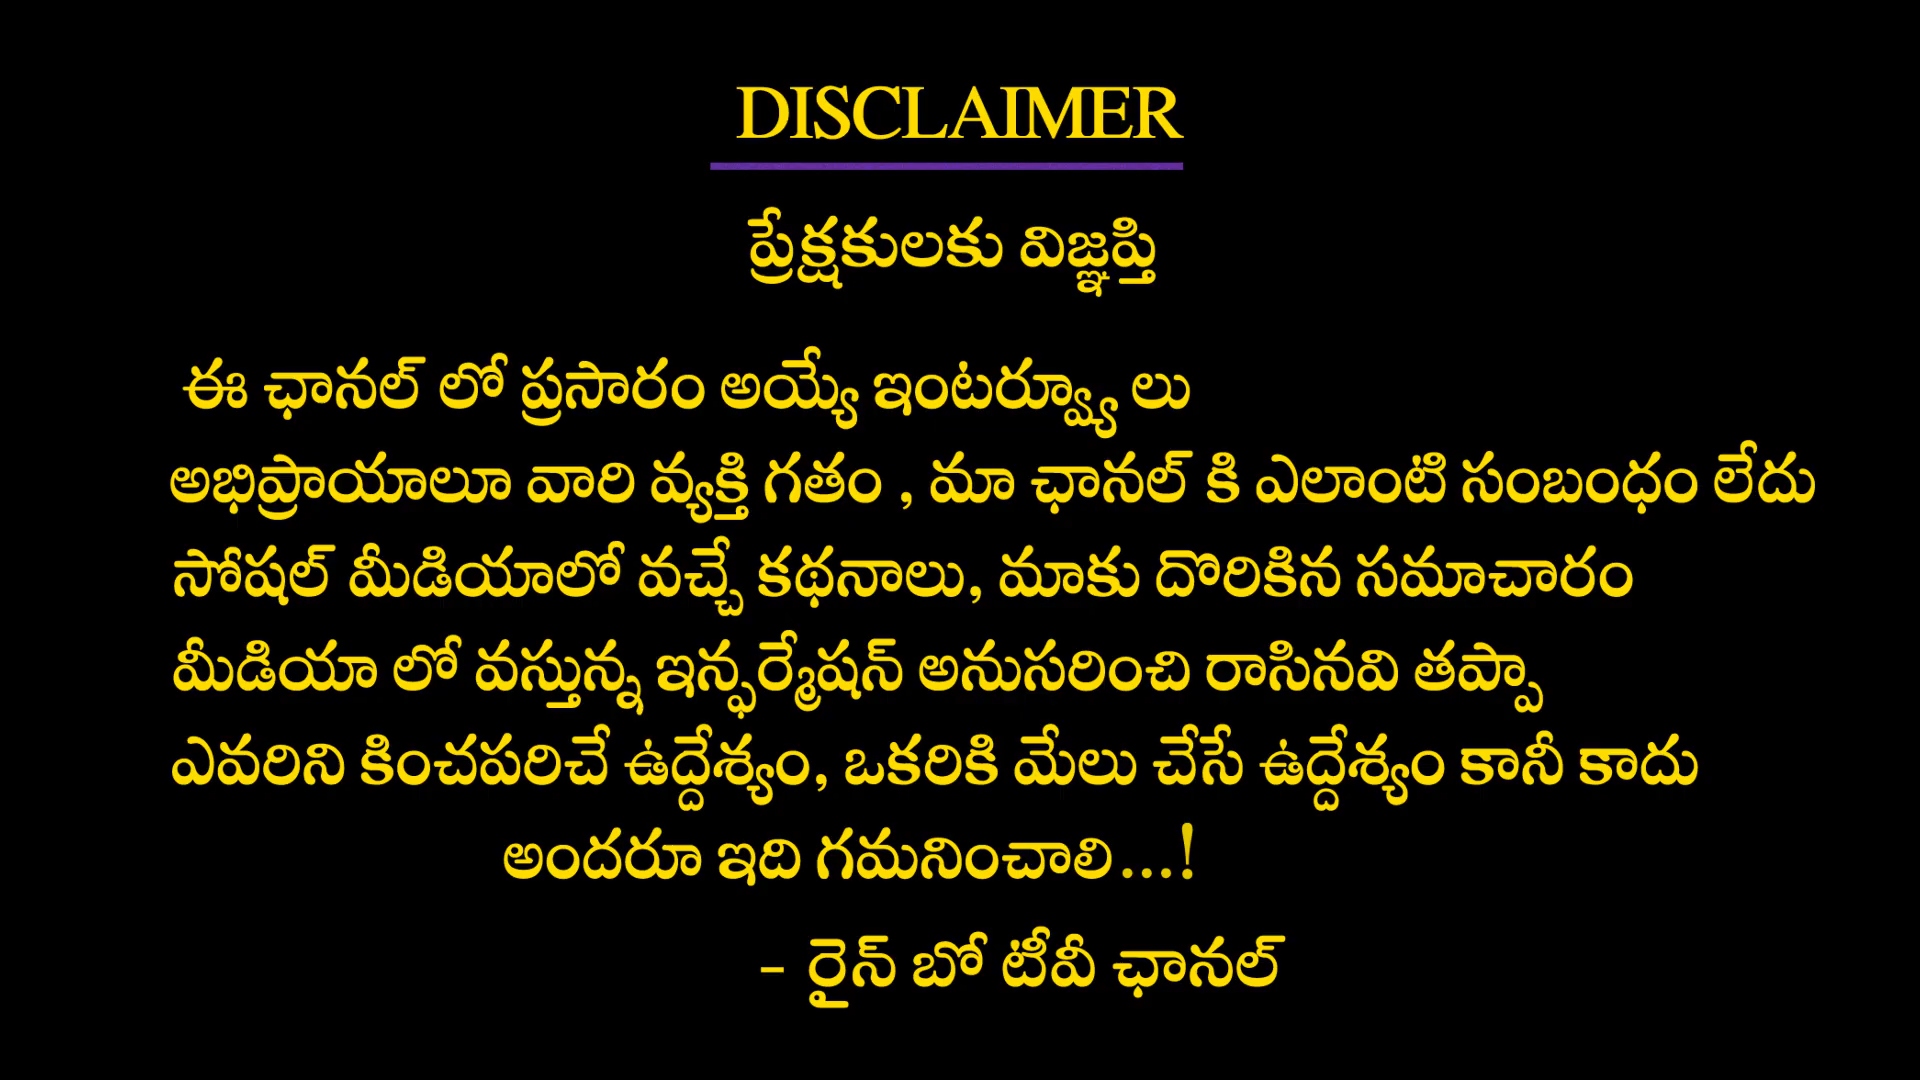 DISCLAIMER
ప్రేక్షకులకు విజ్ఞప్తి
ఈ ఛానల్ లో ప్రసారం అయ్యే ఇంటర్వ్యూ లు
అభిప్రాయాలూ వారి వ్యక్తి గతం , మా ఛానల్ కి ఎలాంటి సంబంధం లేదు
సోషల్ మీడియాలో వచ్చే కథనాలు, మాకు దొరికిన సమాచారం
మీడియా లో వస్తున్న ఇన్ఫర్మేషన్ అనుసరించి రాసినవి తప్పా
ఎవరిని కించపరిచే ఉద్దేశ్యం, ఒకరికి మేలు చేసే ఉద్దేశ్యం కానీ కాదు
అందరూ ఇది గమనించాలి...!
- రైన్ బో టీవీ ఛానల్